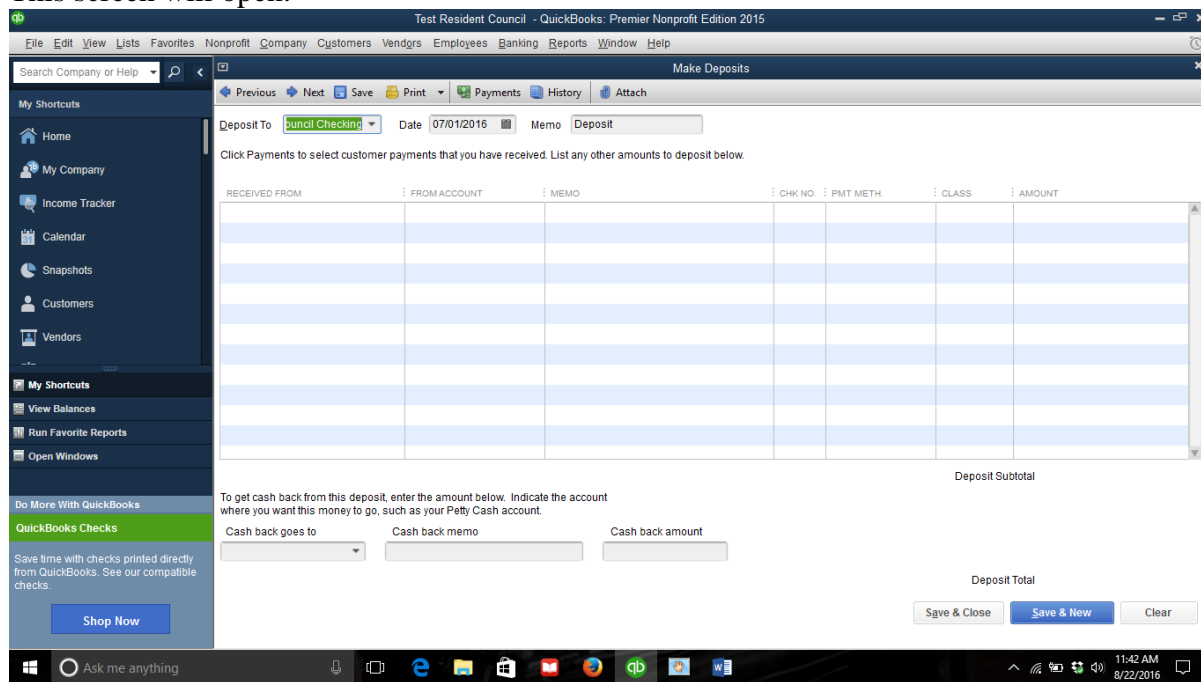 This screen will open:
qb Test Resident Council - QuickBooks: Premier Nonprofit Edition 2015
File Edit View Lists Favorites Nonprofit Company Customers Vendors Employees Banking Reports Window Help
Search Company or Help
Make Deposits
Previous Next Save Print Payments History Attach
My Shortcuts
Home
My Company
Income Tracker
Calendar
31
Snapshots
Customers
Vendors
My Shortcuts
View Balances
Run Favorite Reports
Open Windows
Do More With QuickBooks
QuickBooks Checks
Save time with checks printed directly
from QuickBooks. See our compatible
checks.
Shop Now
Deposit To ouncil Checking Date 07/01/2016 Memo Deposit
Click Payments to select customer payments that you have received. List any other amounts to deposit below.
RECEIVED FROM FROM ACCOUNT MEMO CHK NO. PMT METH. CLASS AMOUNT
Deposit Subtotal
To get cash back from this deposit, enter the amount below. Indicate the account
where you want this money to go, such as your Petty Cash account.
Cash back goes to Cash back memo Cash back amount
Deposit Total
Save & Close Save & New Clear
Ask me anything
11:42 AM
8/22/2016